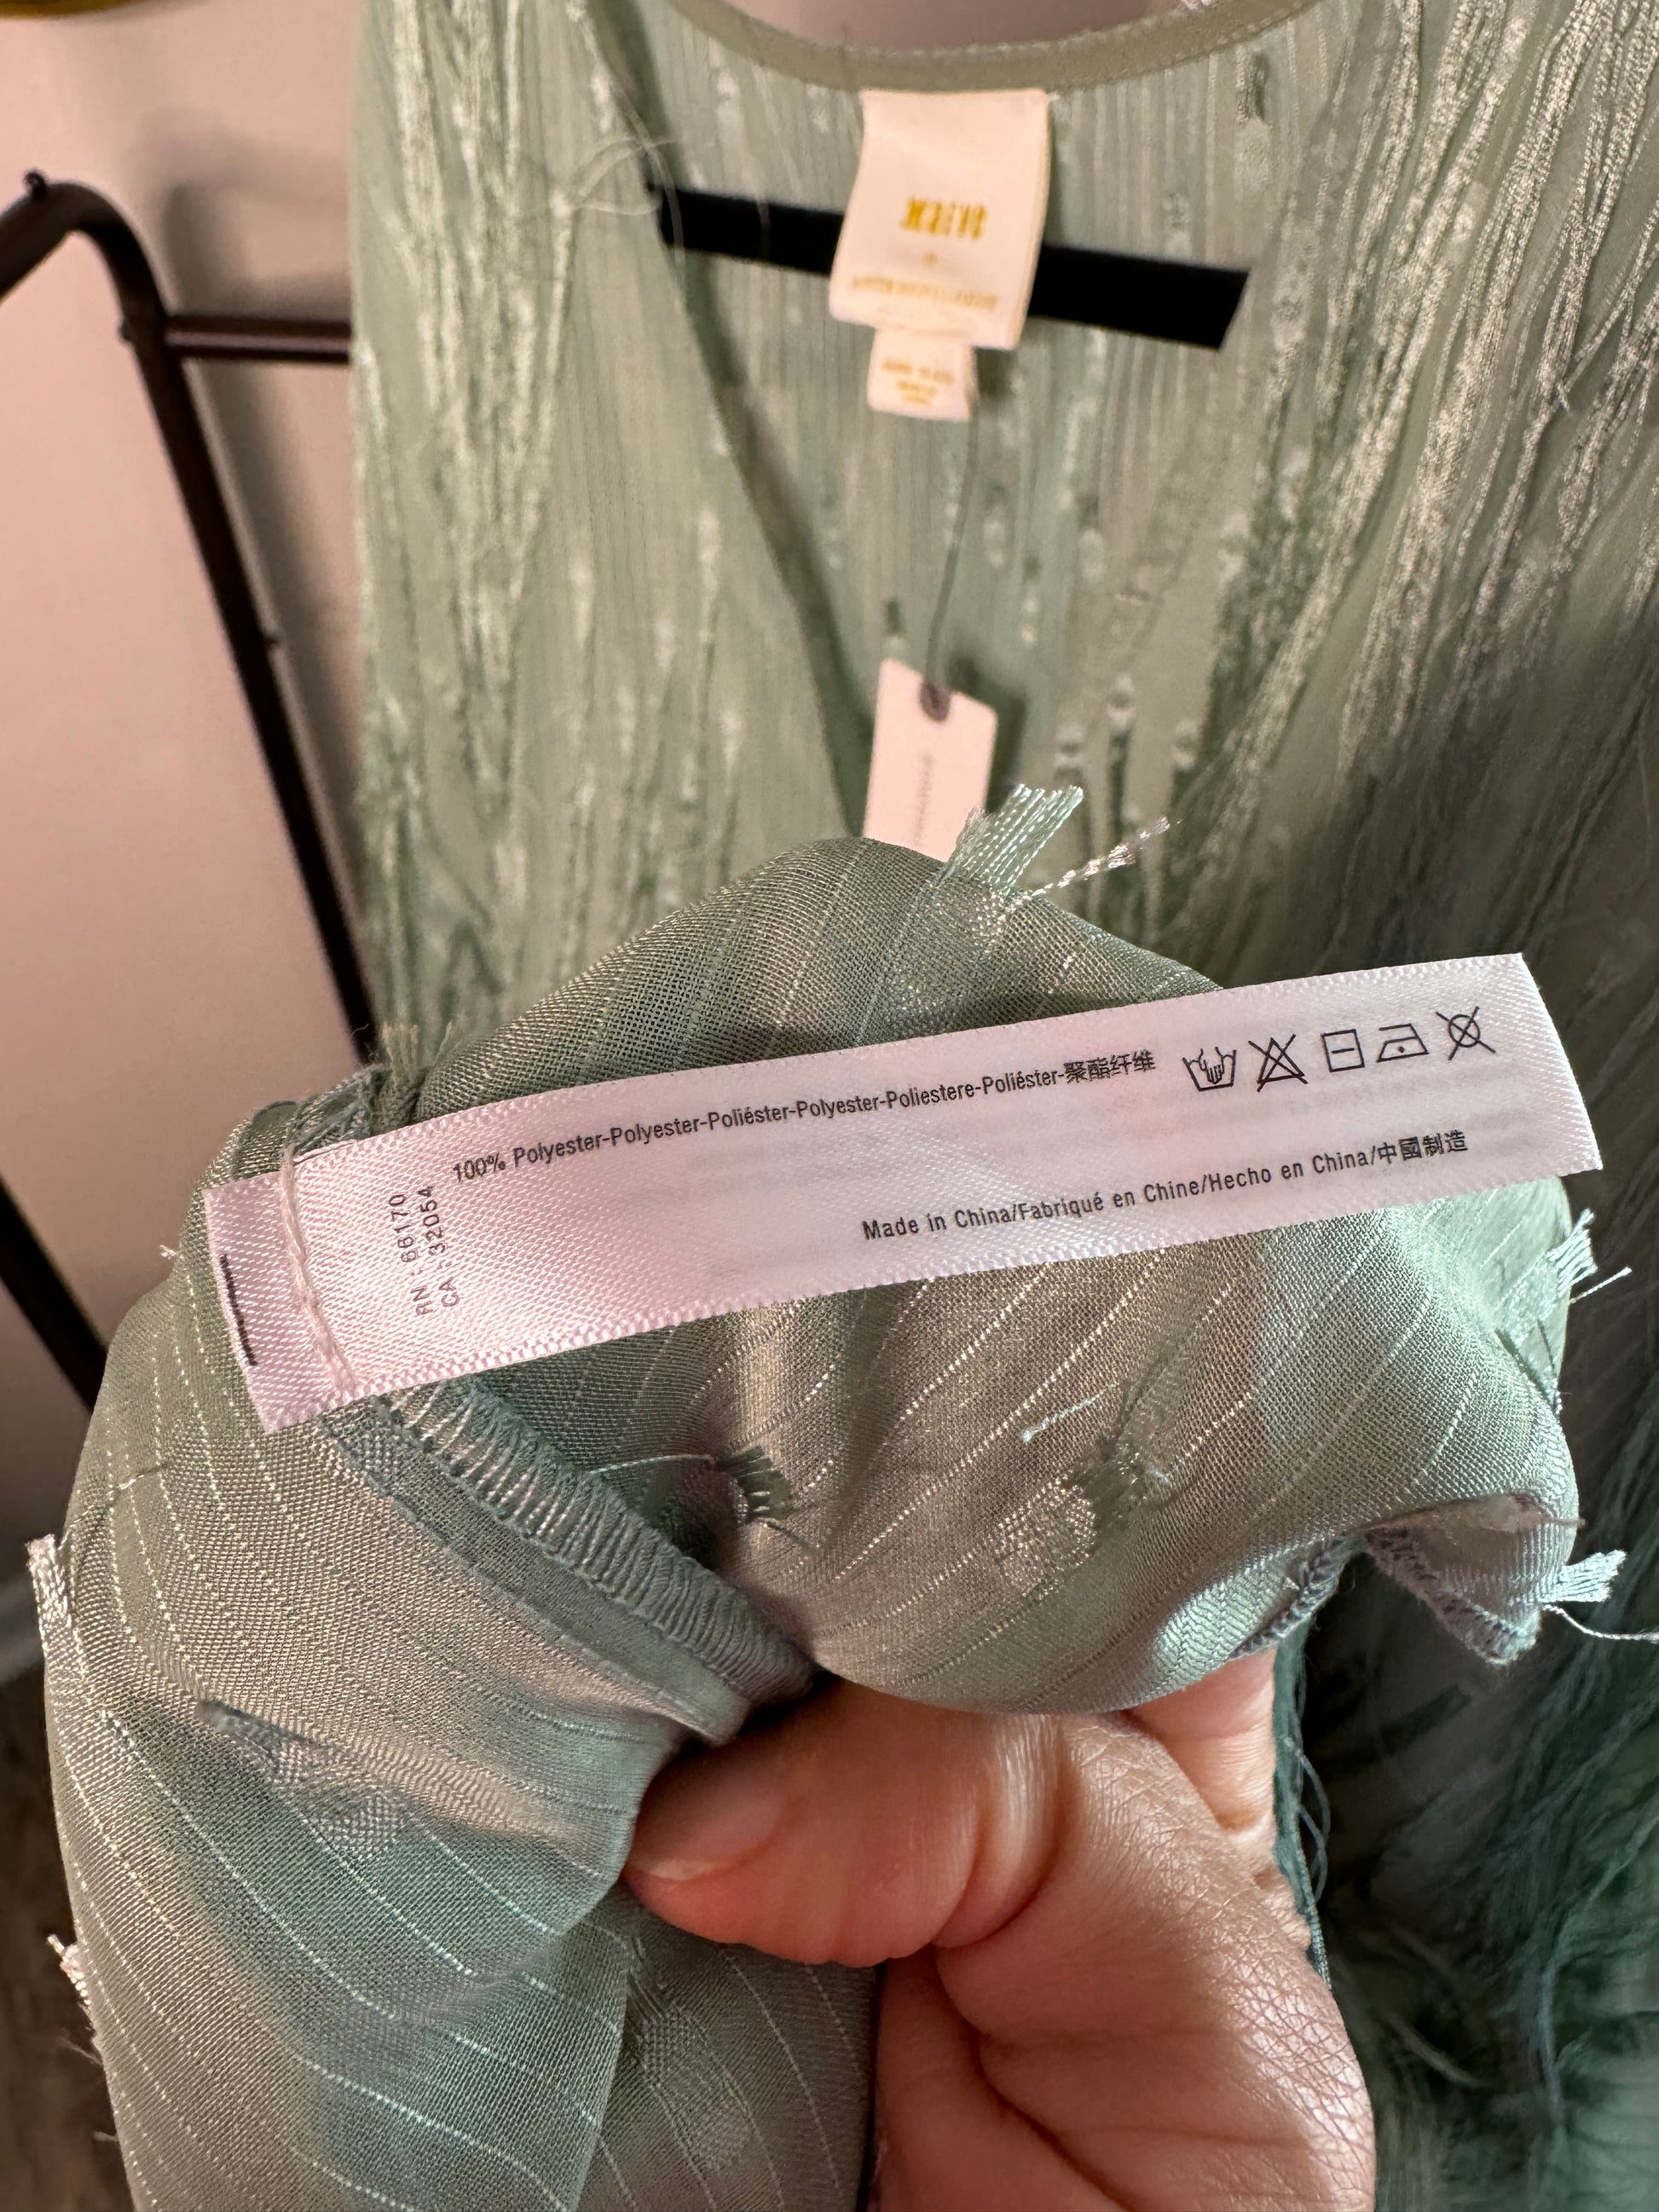 100% Polyester-Polyester-Poliéster-Polyester-Poliestere-Poliéster-聚酯纤维
Made in China/Fabriqué en Chine/Hecho en China/中國制造
RN: 66170
CA: 32054